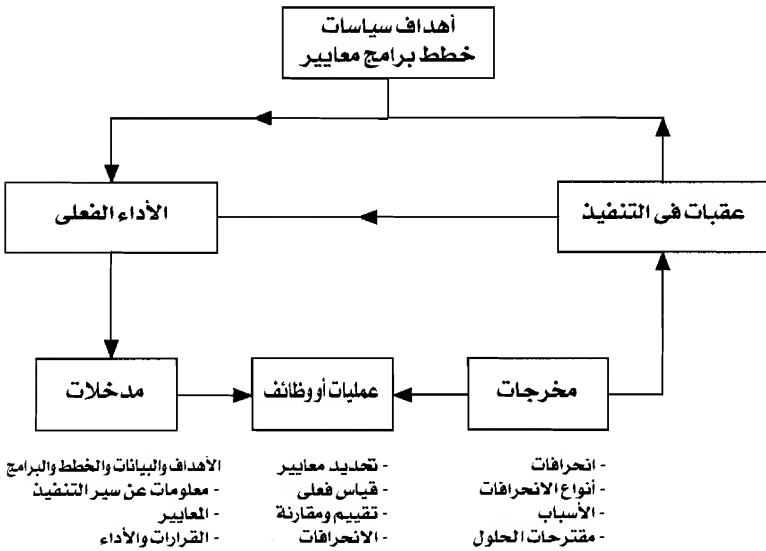 أهداف سياسات
خطط برامج معايير
عقبات فى التنفيذ
الأداء الفعلى
مخرجات
عمليات أو وظائف
مدخلات
- انحرافات
- أنواع الانحرافات
- الأسباب
- مقترحات الحلول
- تحديد معايير
- قياس فعلى
- تقييم ومقارنة
- الانحرافات
الأهداف والبيانات والخطط والبرامج
- معلومات عن سير التنفيذ
- المعايير
- القرارات والأداء